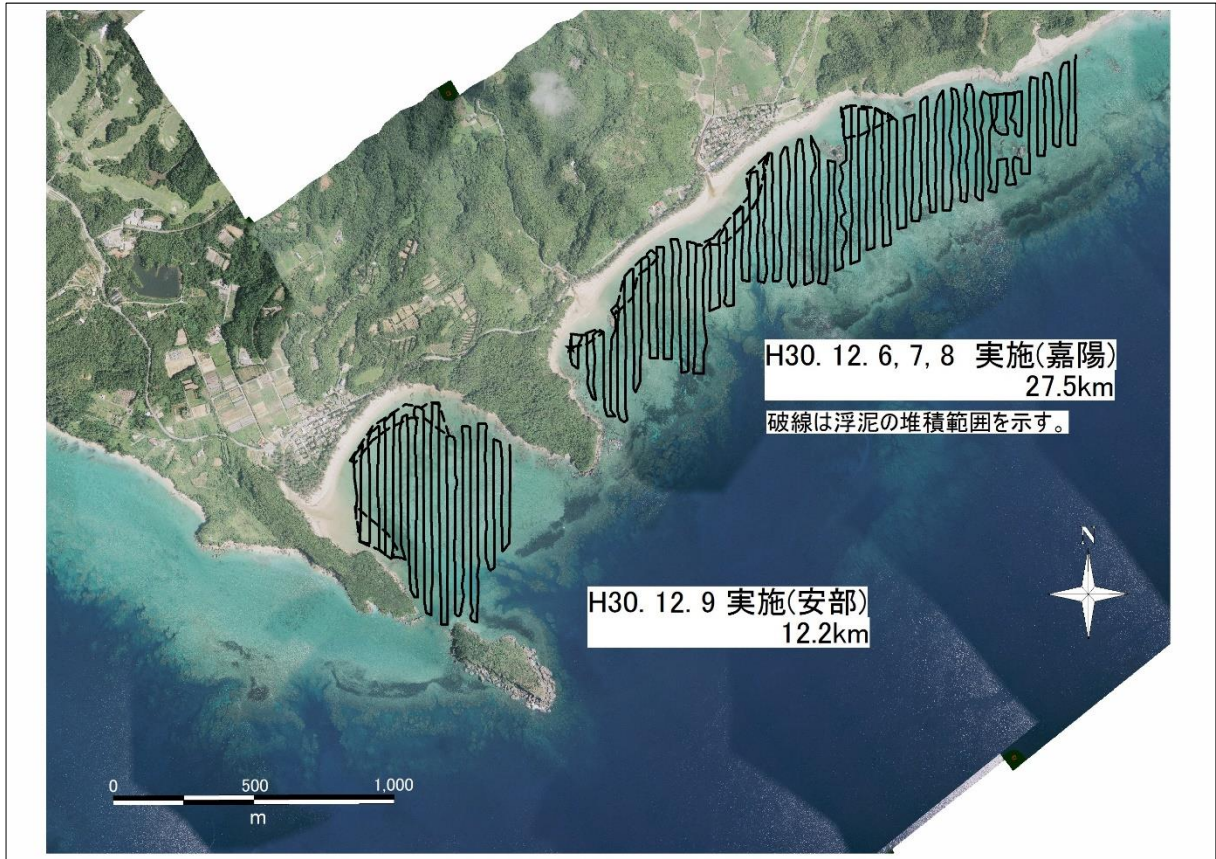 H30. 12. 6, 7, 8 実施(嘉陽)
27.5km
破線は浮泥の堆積範囲を示す。
N
H30. 12. 9 実施(安部)
12.2km
0 500 1,000
m